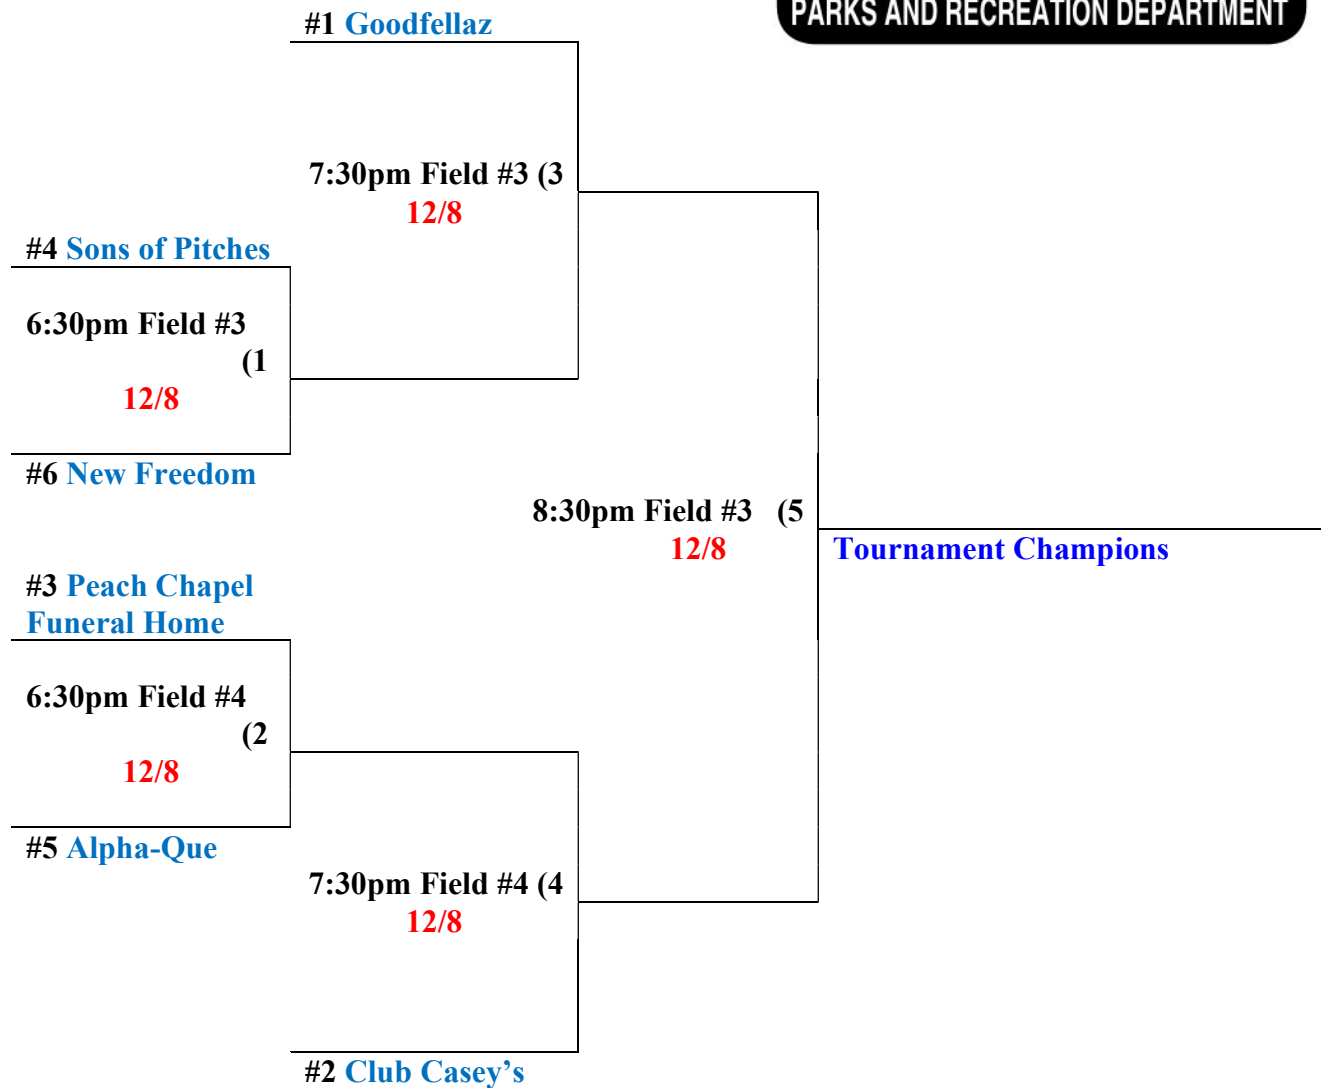 PARKS AND RECREATION DEPARTMENT
#1 Goodfellaz
7:30pm Field #3 (3
12/8
#4 Sons of Pitches
6:30pm Field #3
(1
12/8
#6 New Freedom
8:30pm Field #3 (5
12/8
Tournament Champions
#3 Peach Chapel
Funeral Home
6:30pm Field #4
(2
12/8
#5 Alpha-Que
7:30pm Field #4 (4
12/8
#2 Club Casey’s